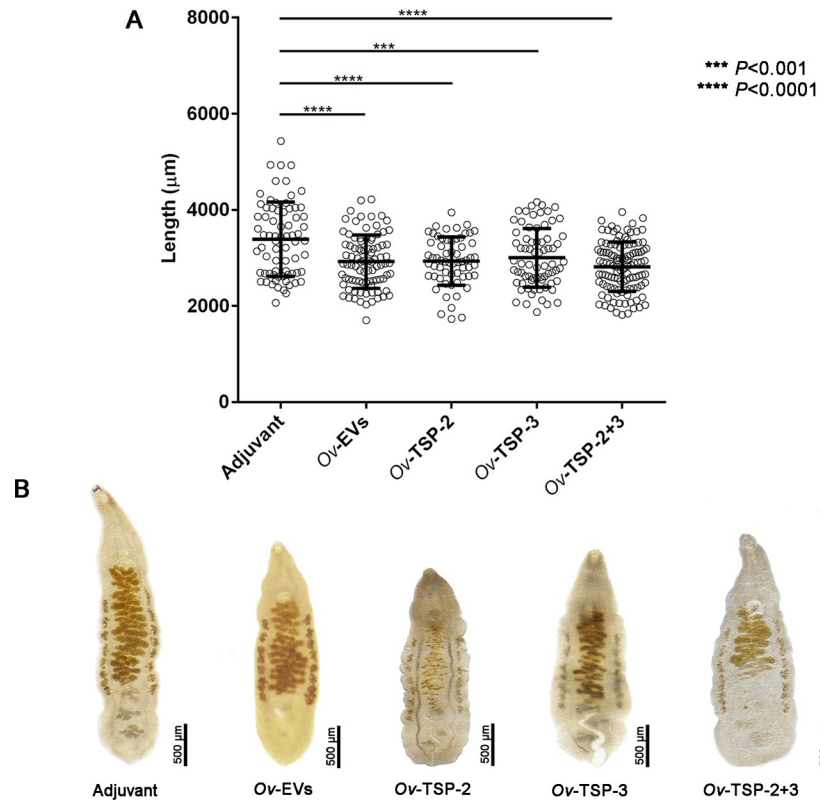 A
8000
6000
4000
2000
0
Length (μm)
****
***
****
****
*** P<0.001
**** P<0.0001
Adjuvant
Ov-EVs
Ov-TSP-2
Ov-TSP-3
Ov-TSP-2+3
B
500 μm
500 μm
500 μm
500 μm
500 μm
Adjuvant
Ov-EVs
Ov-TSP-2
Ov-TSP-3
Ov-TSP-2+3